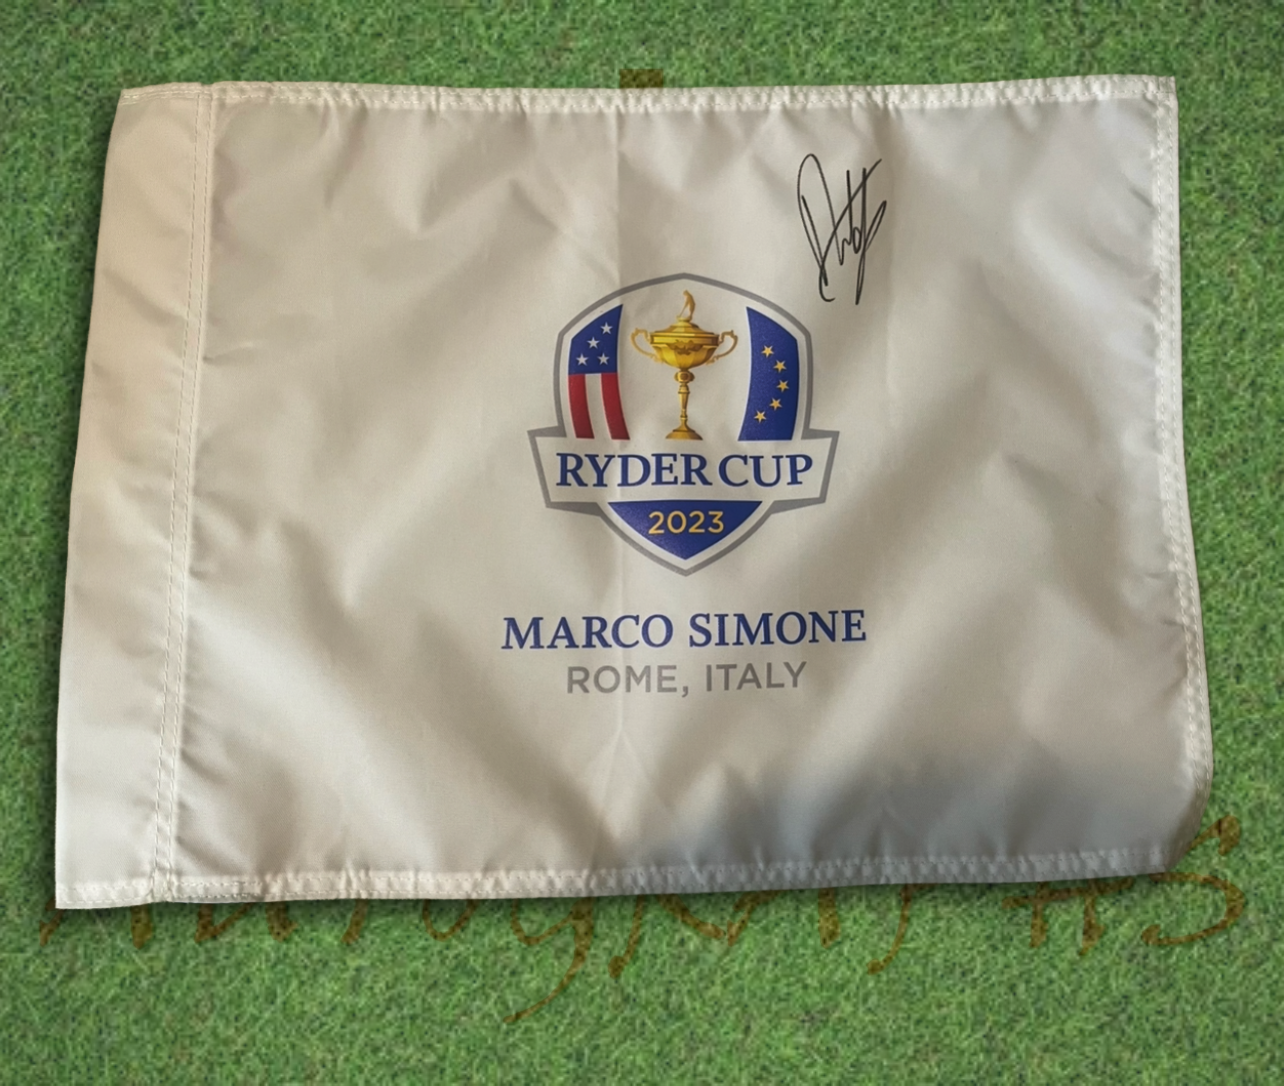 RYDER CUP
2023
MARCO SIMONE
ROME, ITALY